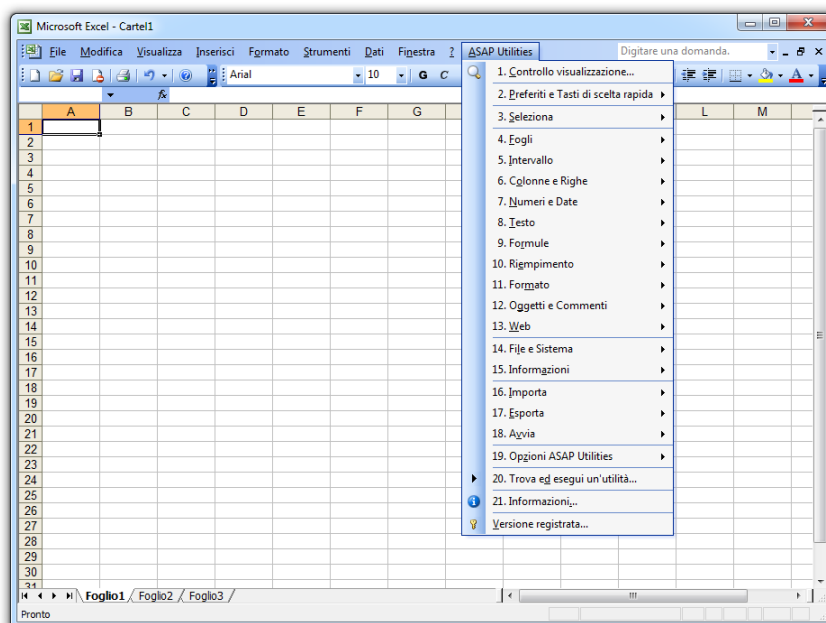 Microsoft Excel - Cartel1
File Modifica Visualizza Inserisci Formato Strumenti Dati Finestra ? ASAP Utilities Digitare una domanda.
Arial 10 G C
fx
A B C D E F G L M
1
2
3
4
5
6
7
8
9
10
11
12
13
14
15
16
17
18
19
20
21
22
23
24
25
26
27
28
29
30
31
1. Controllo visualizzazione...
2. Preferiti e Tasti di scelta rapida
3. Seleziona
4. Fogli
5. Intervallo
6. Colonne e Righe
7. Numeri e Date
8. Testo
9. Formule
10. Riempimento
11. Formato
12. Oggetti e Commenti
13. Web
14. File e Sistema
15. Informazioni
16. Importa
17. Esporta
18. Avvia
19. Opzioni ASAP Utilities
20. Trova ed esegui un'utilità...
21. Informazioni...
Versione registrata...
Foglio1 Foglio2 Foglio3
Pronto